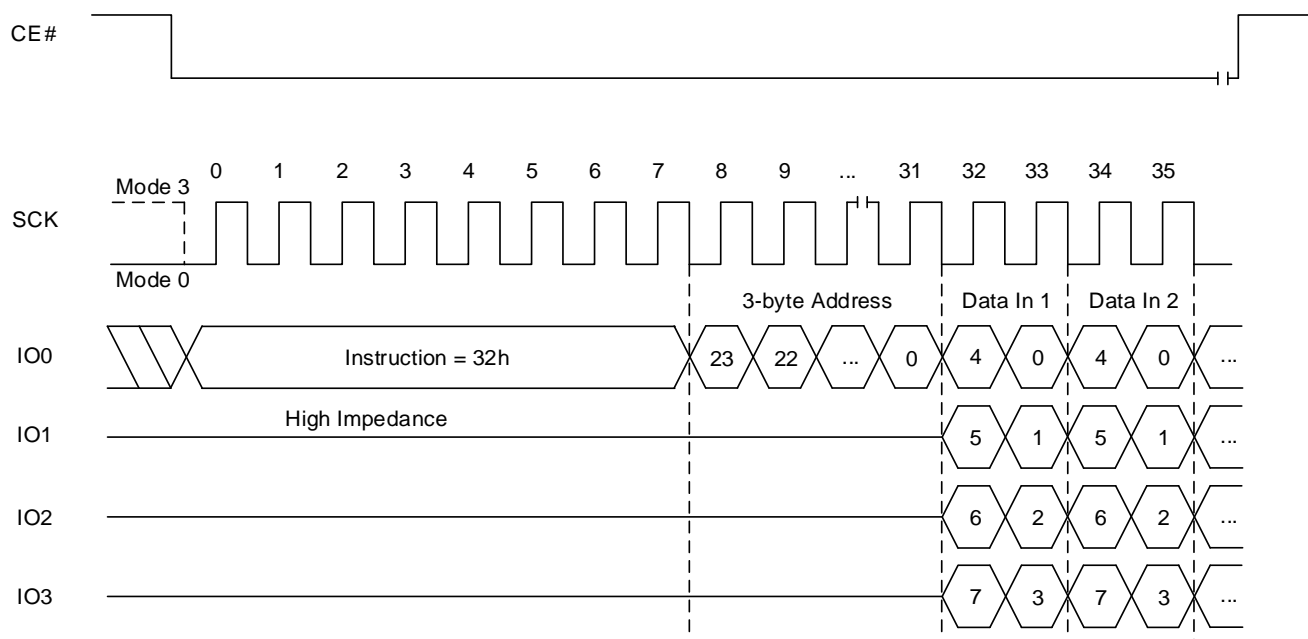 CE#
0 1 2 3 4 5 6 7 8 9 ... 31 32 33 34 35
Mode 3
SCK
Mode 0
3-byte Address Data In 1 Data In 2
IO0 Instruction = 32h 23 22 ... 0 4 0 4 0 ...
High Impedance
IO1 5 1 5 1 ...
IO2 6 2 6 2 ...
IO3 7 3 7 3 ...